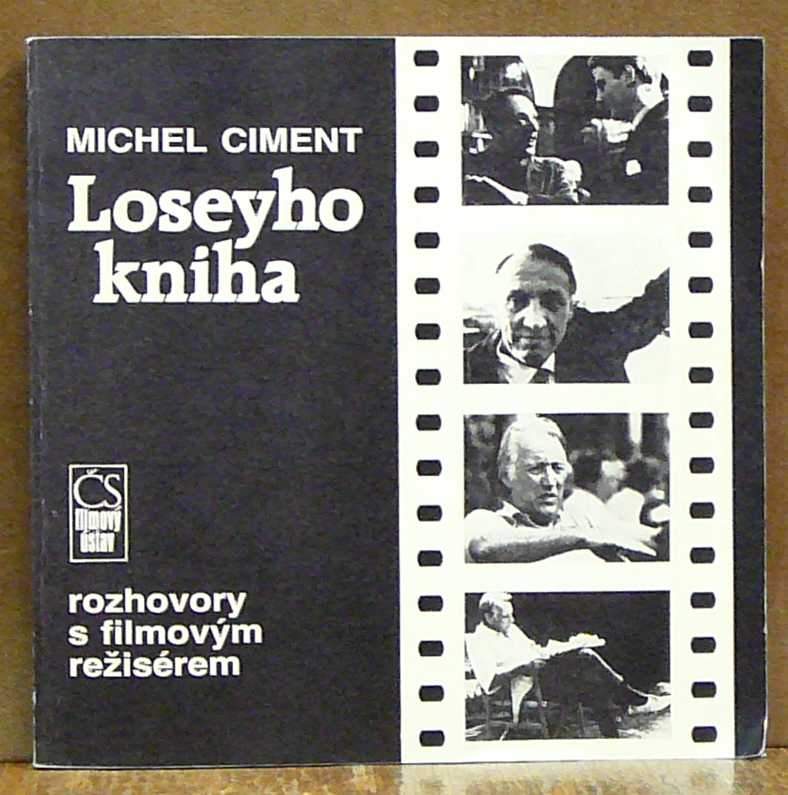 MICHEL CIMENT
Loseyho
kniha
ČS
filmový
ústav
rozhovory
s filmovým
režisérem